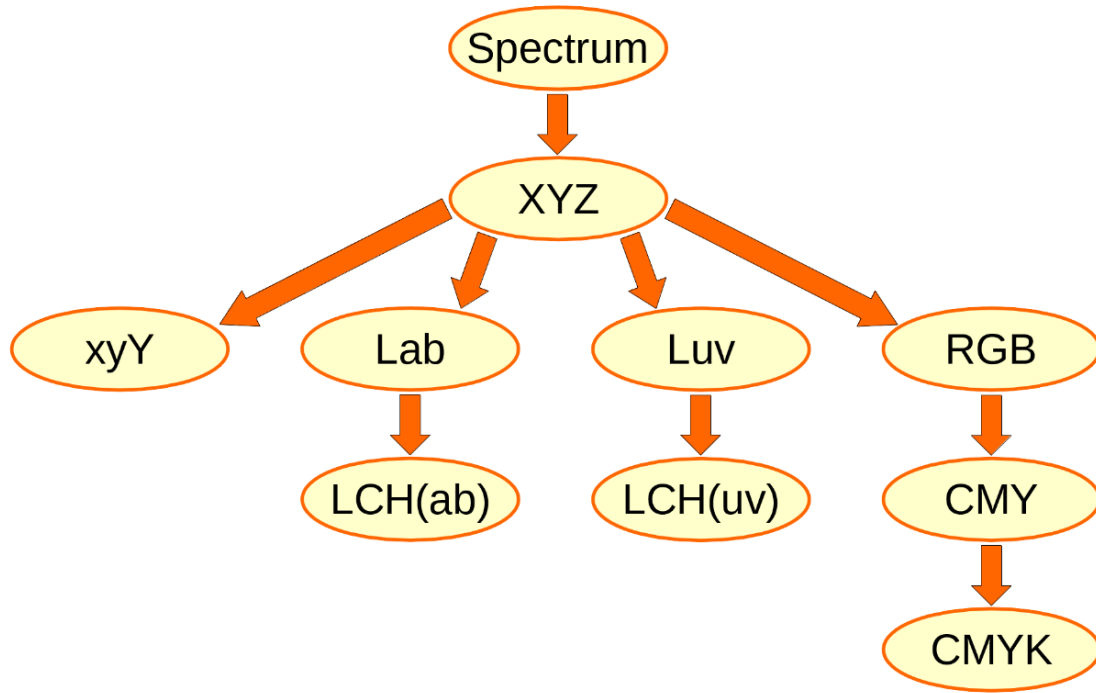 Spectrum
XYZ
xyY
Lab
Luv
RGB
LCH(ab)
LCH(uv)
CMY
CMYK